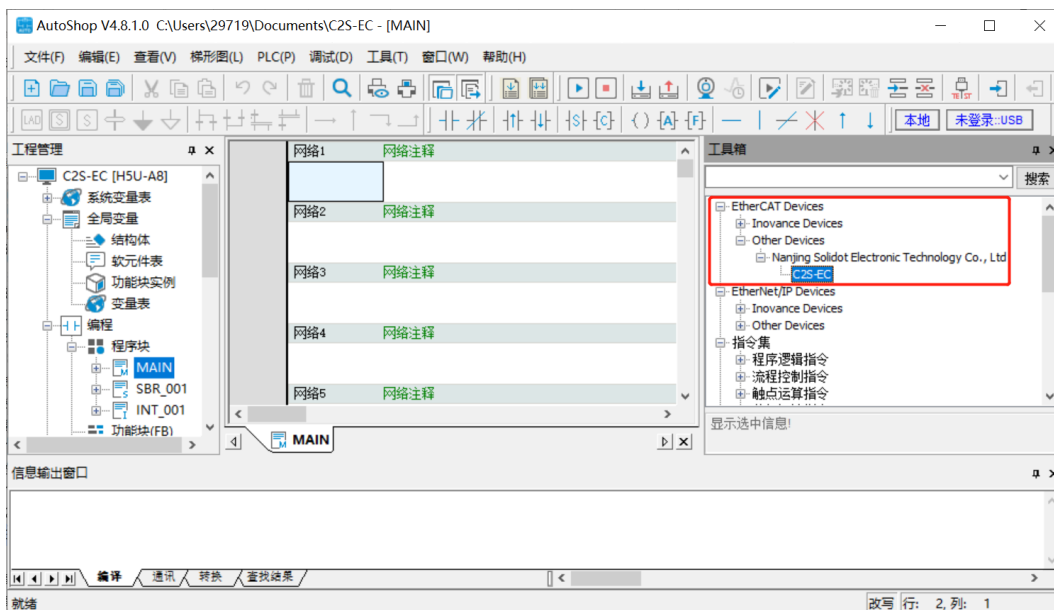 AutoShop V4.8.1.0 C:\Users\29719\Documents\C2S-EC - [MAIN]
文件(F) 编辑(E) 查看(V) 梯形图(L) PLC(P) 调试(D) 工具(T) 窗口(W) 帮助(H)
LAD
本地 未登录::USB
工程管理
C2S-EC [H5U-A8]
系统变量表
全局变量
结构体
软元件表
功能块实例
变量表
编程
程序块
MAIN
SBR_001
INT_001
功能块(FB)
网络1 网络注释
网络2 网络注释
网络3 网络注释
网络4 网络注释
网络5 网络注释
MAIN
工具箱
搜索
EtherCAT Devices
Inovance Devices
Other Devices
Nanjing Solidot Electronic Technology Co., Ltd
C2S-EC
EtherNet/IP Devices
Inovance Devices
Other Devices
指令集
程序逻辑指令
流程控制指令
触点运算指令
显示选中信息!
信息输出窗口
编译 通讯 转换 查找结果
就绪
改写 行: 2, 列: 1